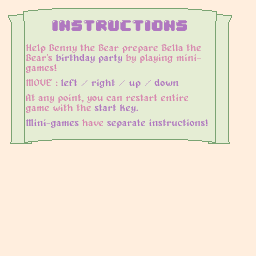 INSTRUCTIONS
Help Benny the Bear prepare Bella the
Bear's birthday party by playing mini-
games!
MOVE : left / right / up / down
At any point, you can restart entire
game with the start key.
Mini-games have separate instructions!